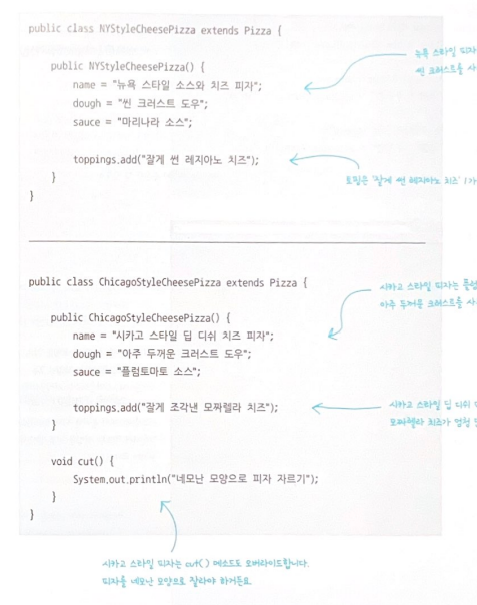 public class NYStyleCheesePizza extends Pizza {
뉴욕 스타일 피자
public NYStyleCheesePizza() {
씬 크러스트를 사
name = "뉴욕 스타일 소스와 치즈 피자";
dough = "씬 크러스트 도우";
sauce = "마리나라 소스";
toppings.add("잘게 썬 레지아노 치즈");
}
토핑은 '잘게 썬 레지아노 치즈' 1가
}
public class ChicagoStyleCheesePizza extends Pizza {
시카고 스타일 피자는 플럼
아주 두꺼운 크러스트를 사
public ChicagoStyleCheesePizza() {
name = "시카고 스타일 딥 디쉬 치즈 피자";
dough = "아주 두꺼운 크러스트 도우";
sauce = "플럼토마토 소스";
toppings.add("잘게 조각낸 모짜렐라 치즈");
시카고 스타일 딥 디쉬
모짜렐라 치즈가 엄청
}
void cut() {
System.out.println("네모난 모양으로 피자 자르기");
}
}
시카고 스타일 피자는 cut() 메소드도 오버라이드합니다.
피자를 네모난 모양으로 잘라야 하거든요.